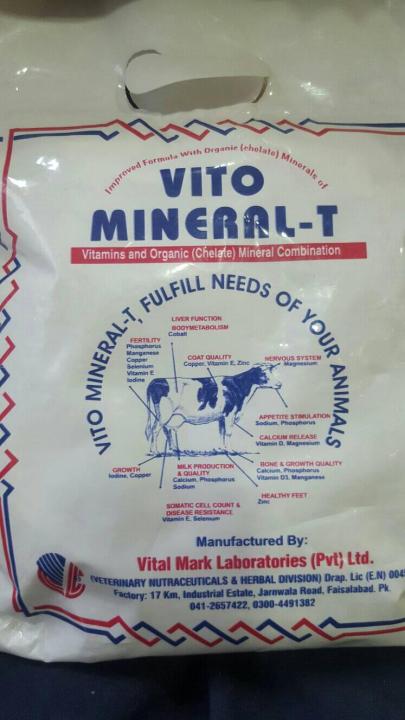 Improved Formula With Organic (chelate) Minerals of
VITO
MINERAL-T
Vitamins and Organic (Chelate) Mineral Combination
VITO MINERAL-T, FULFILL NEEDS OF YOUR ANIMALS
LIVER FUNCTION
BODYMETABOLISM
Cobalt
FERTILITY
Phosphorus
Manganese
Copper
Selenium
Vitamin E
Iodine
COAT QUALITY
Copper, Vitamin E, Zinc
NERVOUS SYSTEM
Magnesium
APPETITE STIMULATION
Sodium, Phosphorus
CALCIUM RELEASE
Vitamin D, Magnesium
GROWTH
Iodine, Copper
MILK PRODUCTION
& QUALITY
Calcium, Phosphorus
Sodium
BONE & GROWTH QUALITY
Calcium, Phosphorus
Vitamin D3, Manganese
HEALTHY FEET
Zinc
SOMATIC CELL COUNT &
DISEASE RESISTANCE
Vitamin E, Selenium
Manufactured By:
Vital Mark Laboratories (Pvt) Ltd.
(VETERINARY NUTRACEUTICALS & HERBAL DIVISION) Drap. Lic (E.N) 004
Factory: 17 Km, Industrial Estate, Jarnwala Road, Faisalabad. Pk.
041-2657422, 0300-4491382